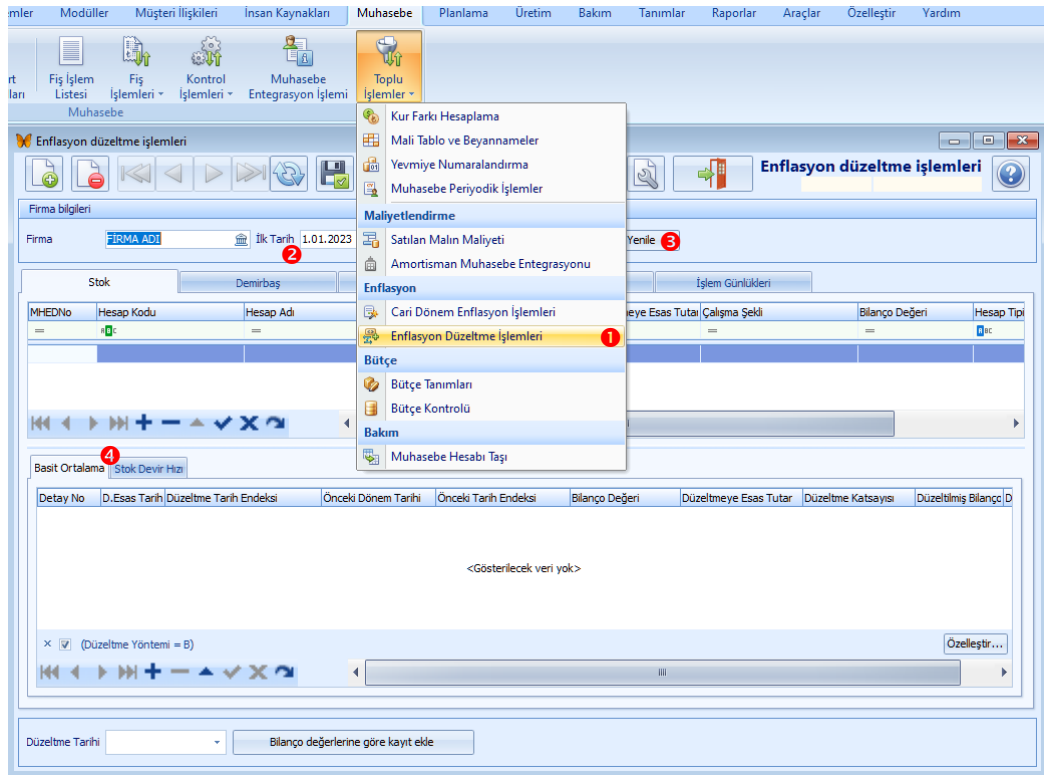 emler Modüller Müşteri İlişkileri İnsan Kaynakları Muhasebe Planlama Üretim Bakım Tanımlar Raporlar Araçlar Özelleştir Yardım
rt Fiş İşlem Fiş Kontrol Muhasebe Toplu
ları Listesi İşlemleri İşlemleri Entegrasyon İşlemi İşlemler
Muhasebe
Kur Farkı Hesaplama
Mali Tablo ve Beyannameler
Yevmiye Numaralandırma
Muhasebe Periyodik İşlemler
Maliyetlendirme
Satılan Malın Maliyeti
Amortisman Muhasebe Entegrasyonu
Enflasyon
Cari Dönem Enflasyon İşlemleri
Enflasyon Düzeltme İşlemleri 1
Bütçe
Bütçe Tanımları
Bütçe Kontrolü
Bakım
Muhasebe Hesabı Taşı
Enflasyon düzeltme işlemleri
Enflasyon düzeltme işlemleri
Firma bilgileri
Firma FİRMA ADI İlk Tarih 1.01.2023 Yenile 3
2
Stok Demirbaş İşlem Günlükleri
MHEDNo Hesap Kodu Hesap Adı eye Esas Tutar Çalışma Şekli Bilanço Değeri Hesap Tipi
= ABC = = = ABC
4
Basit Ortalama Stok Devir Hızı
Detay No D.Esas Tarih Düzeltme Tarih Endeksi Önceki Dönem Tarihi Önceki Tarih Endeksi Bilanço Değeri Düzeltmeye Esas Tutar Düzeltme Katsayısı Düzeltilmiş Bilanço D
<Gösterilecek veri yok>
(Düzeltme Yöntemi = B) Özelleştir...
Düzeltme Tarihi Bilanço değerlerine göre kayıt ekle